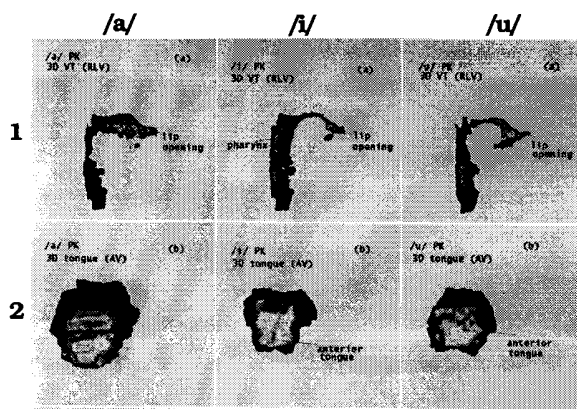 /a/ /i/ /u/
1
/a/ PK (a)
3D VT (RLV)
lip
opening
/i/ PK (a)
3D VT (RLV)
pharynx
lip
opening
/u/ PK (a)
3D VT (RLV)
lip
opening
2
/a/ PK (b)
3D tongue (AV)
/i/ PK (b)
3D tongue (AV)
anterior
tongue
/u/ PK (b)
3D tongue (AV)
anterior
tongue